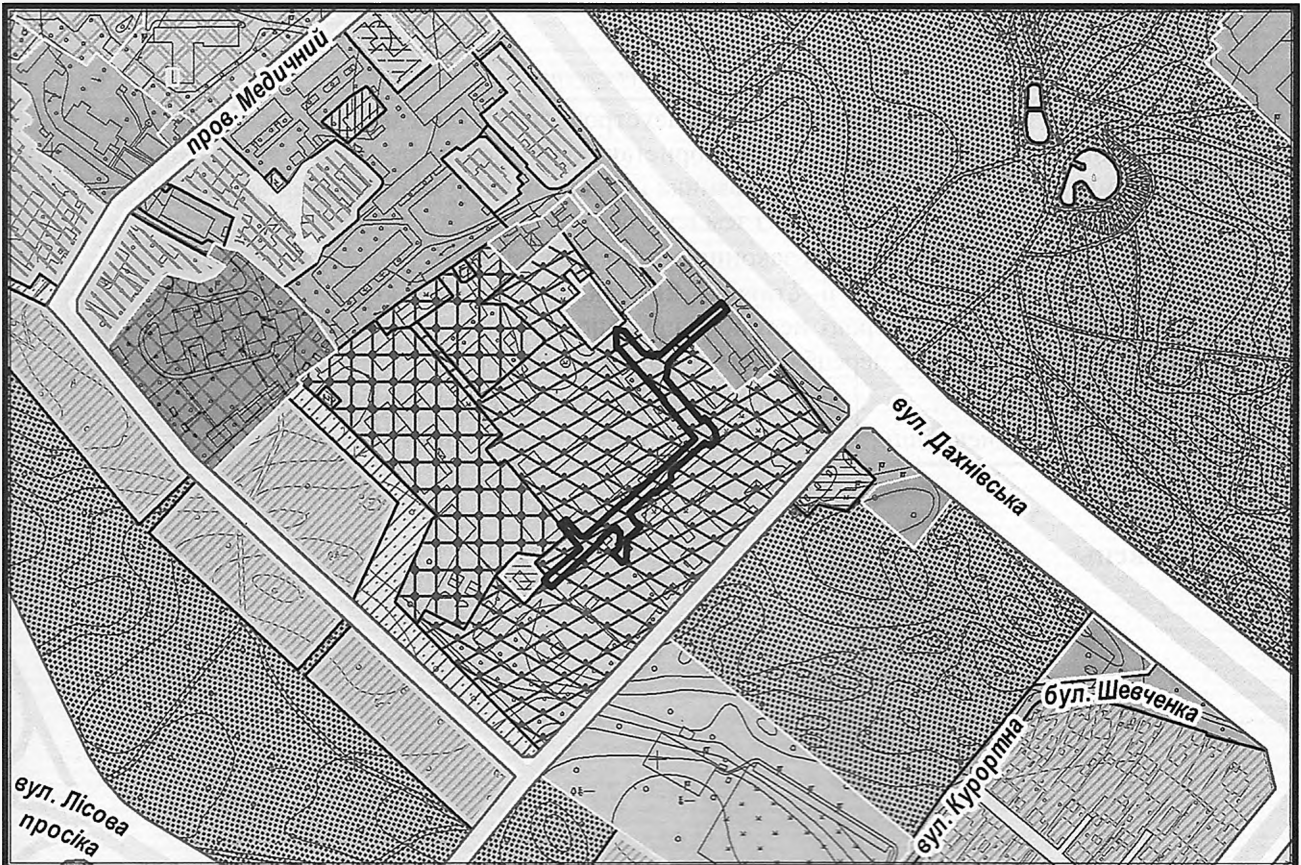 пров. Медичний
вул. Дахнівська
бул. Шевченка
вул. Курортна
вул. Лісова
просіка